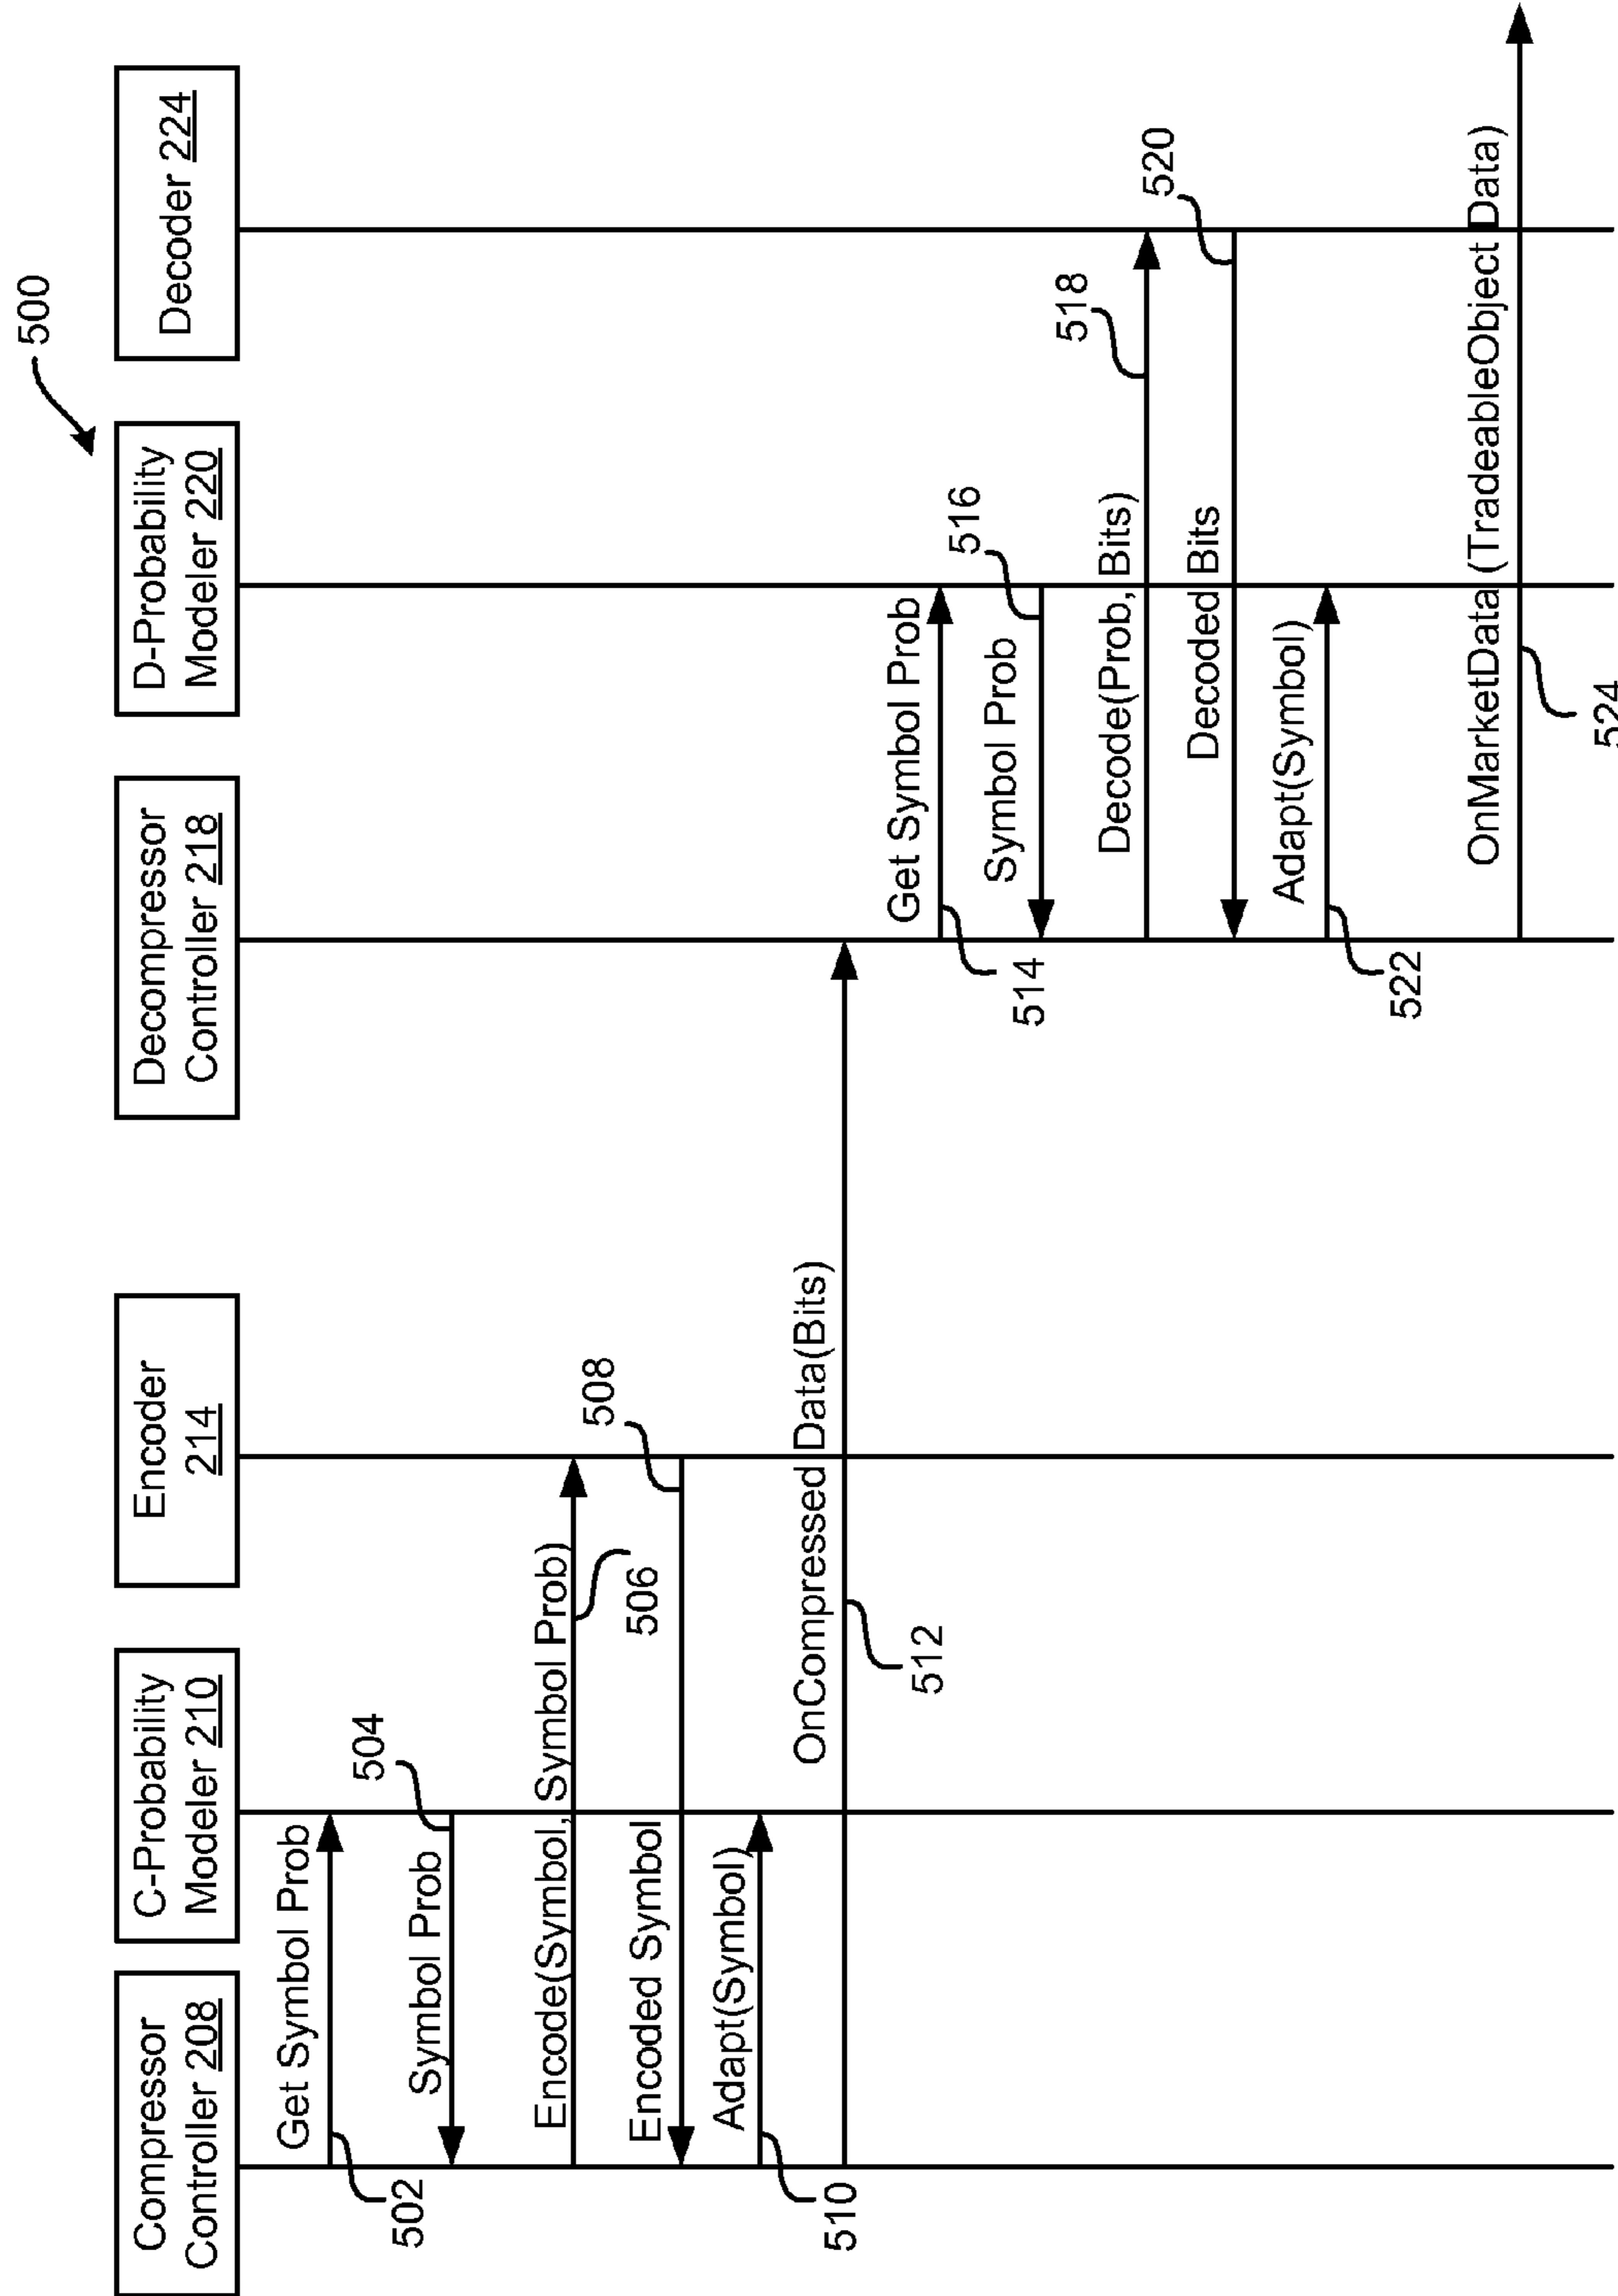 500
Compressor
Controller 208
C-Probability
Modeler 210
Encoder
214
Decompressor
Controller 218
D-Probability
Modeler 220
Decoder 224
Get Symbol Prob
502
504
Symbol Prob
Encode(Symbol, Symbol Prob)
506
508
Encoded Symbol
Adapt(Symbol)
510
OnCompressed Data(Bits)
512
Get Symbol Prob
514
516
Symbol Prob
518
Decode(Prob, Bits)
520
Decoded Bits
Adapt(Symbol)
522
OnMarketData (TradeableObject Data)
524